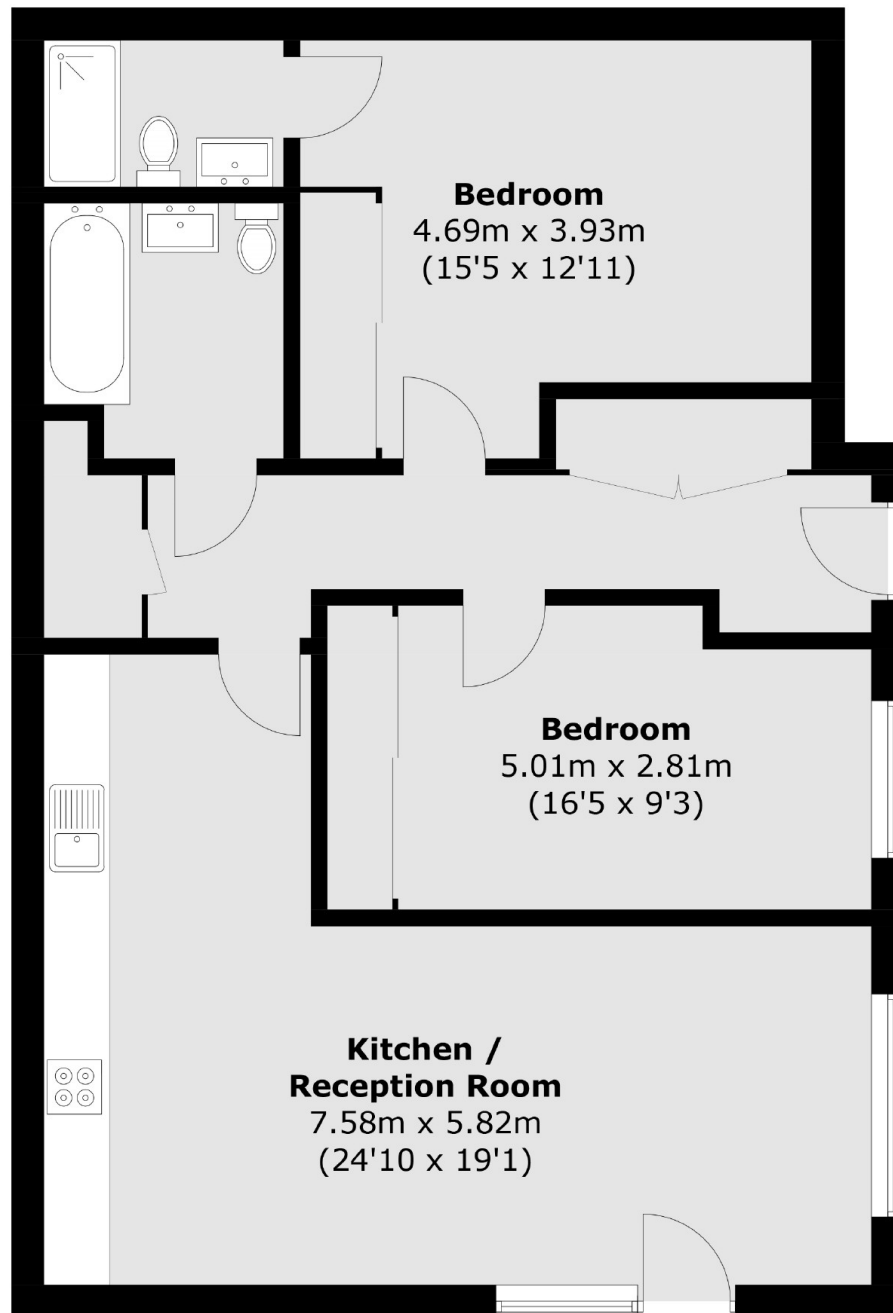 Bedroom
4.69m x 3.93m
(15'5 x 12'11)
Bedroom
5.01m x 2.81m
(16'5 x 9'3)
Kitchen /
Reception Room
7.58m x 5.82m
(24'10 x 19'1)